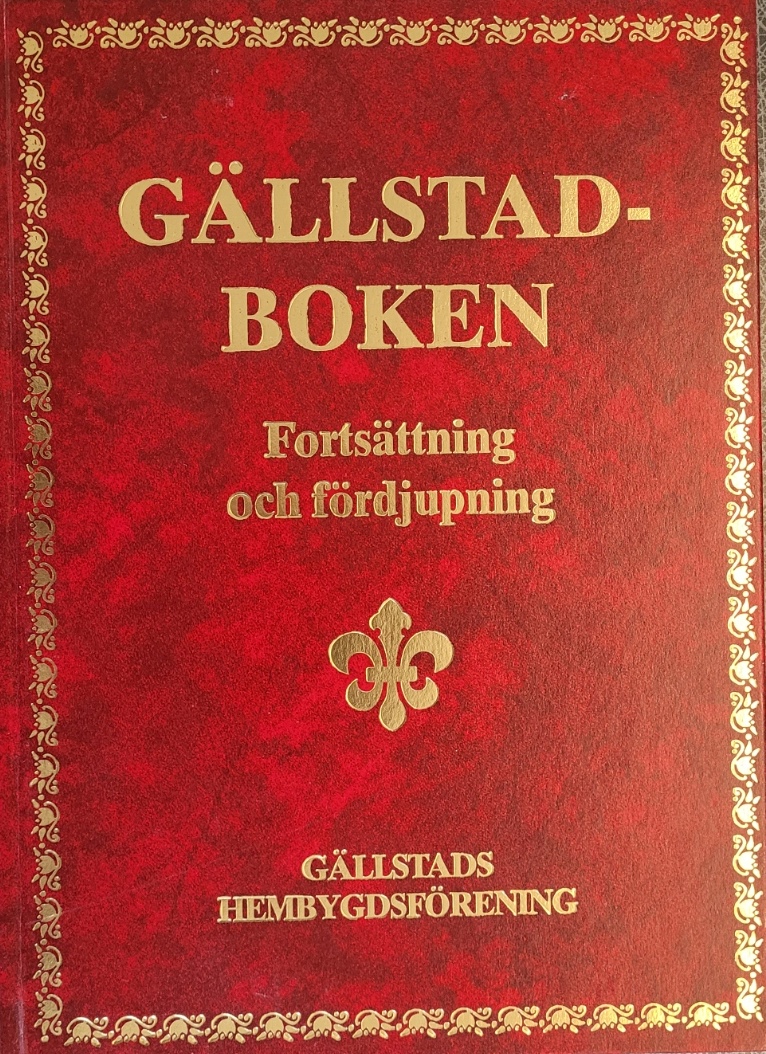 GÄLLSTAD-
BOKEN
Fortsättning
och fördjupning
GÄLLSTADS
HEMBYGDSFÖRENING